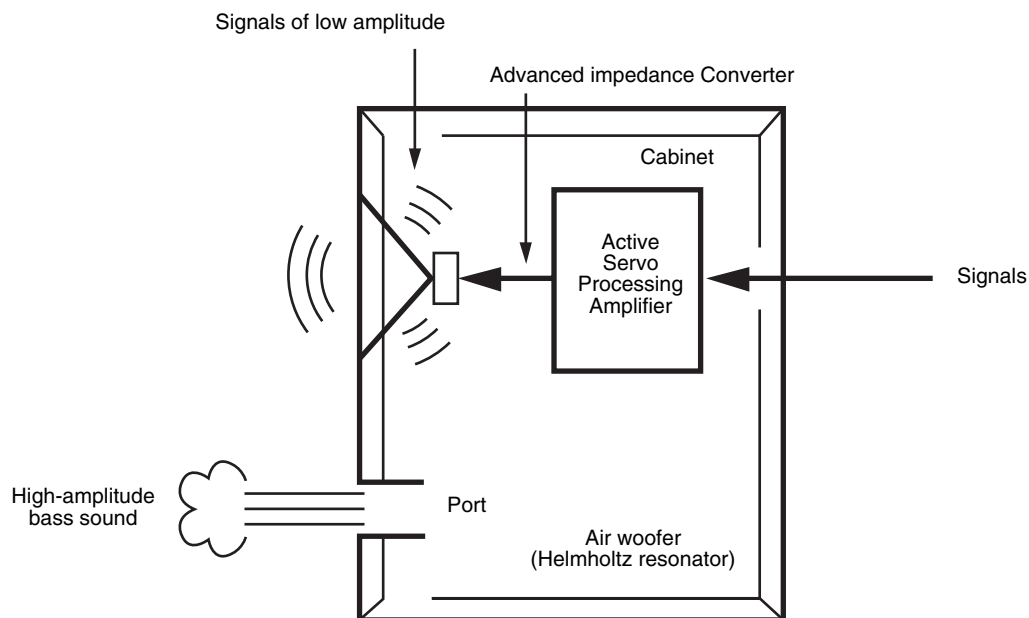 Signals of low amplitude
Advanced impedance Converter
Cabinet
Active
Servo
Processing
Amplifier
Signals
High-amplitude
bass sound
Port
Air woofer
(Helmholtz resonator)